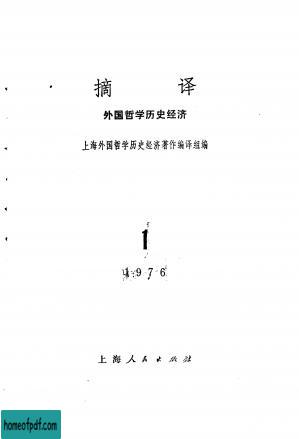 摘 译
外国哲学历史经济
上海外国哲学历史经济著作编译组编
1
1976
上海人民出版社
homeofpdf.com